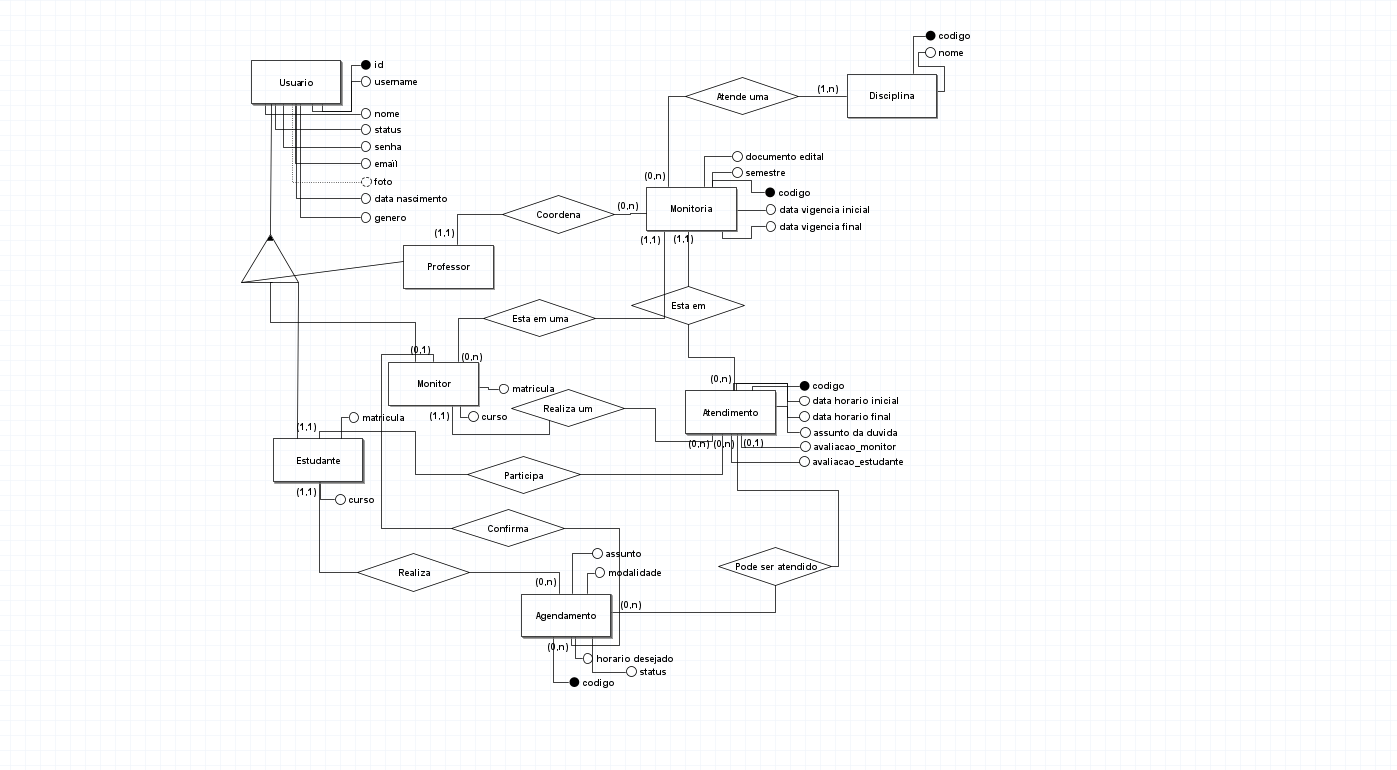 codigo
nome
Usuario
id
username
Atende uma
(1,n)
Disciplina
nome
status
senha
email
documento edital
semestre
(0,n)
foto
codigo
data nascimento
Coordena
(0,n)
Monitoria
data vigencia inicial
genero
data vigencia final
(1,1)
(1,1)
(1,1)
Professor
Esta em uma
Esta em
(0,1)
(0,n)
Monitor
(0,n)
codigo
matricula
data horario inicial
(1,1)
curso
Realiza um
Atendimento
data horario final
matricula
assunto da duvida
(1,1)
(0,n)
(0,n)
(0,1)
avaliacao_monitor
Estudante
avaliacao_estudante
Participa
(1,1)
curso
Confirma
assunto
Realiza
modalidade
Pode ser atendido
(0,n)
Agendamento
(0,n)
(0,n)
horario desejado
status
codigo